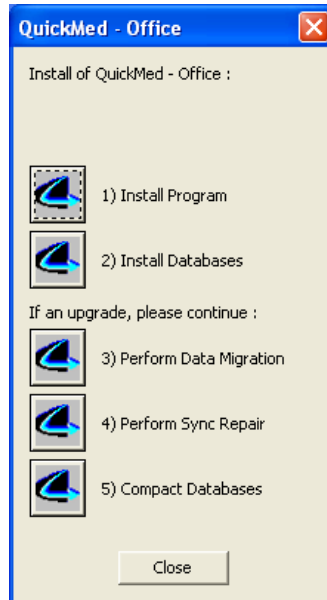 QuickMed - Office
Install of QuickMed - Office :
1) Install Program
2) Install Databases
If an upgrade, please continue :
3) Perform Data Migration
4) Perform Sync Repair
5) Compact Databases
Close